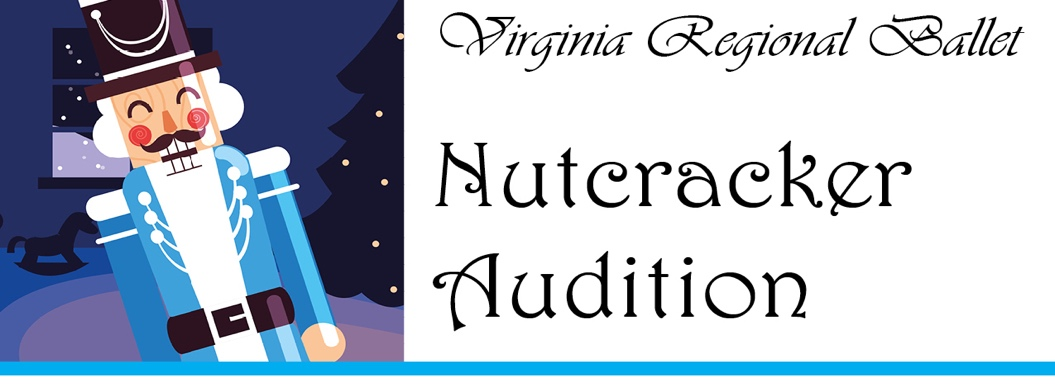 Virginia Regional Ballet
Nutcracker
Audition